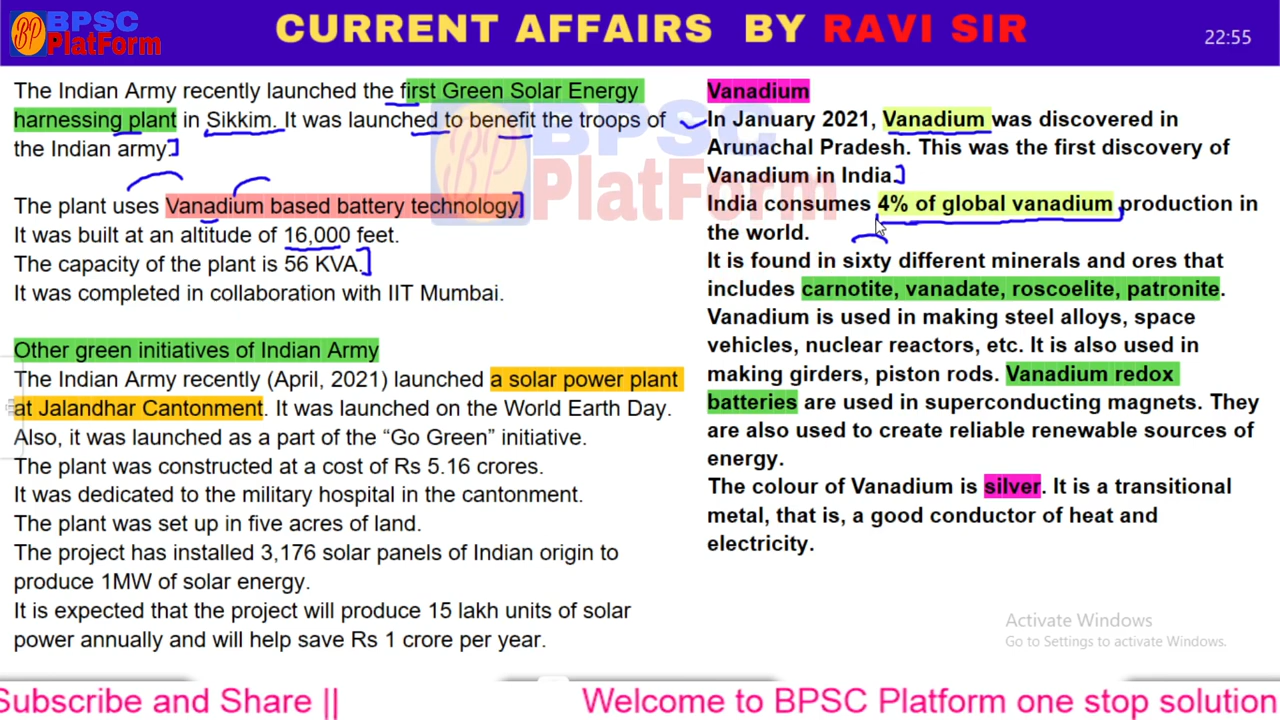 BPSC
PlatForm
BP
CURRENT AFFAIRS BY RAVI SIR
22:55
The Indian Army recently launched the first Green Solar Energy
harnessing plant in Sikkim. It was launched to benefit the troops of
the Indian army.
The plant uses Vanadium based battery technology
It was built at an altitude of 16,000 feet.
The capacity of the plant is 56 KVA.
It was completed in collaboration with IIT Mumbai.
Other green initiatives of Indian Army
The Indian Army recently (April, 2021) launched a solar power plant
at Jalandhar Cantonment. It was launched on the World Earth Day.
Also, it was launched as a part of the “Go Green” initiative.
The plant was constructed at a cost of Rs 5.16 crores.
It was dedicated to the military hospital in the cantonment.
The plant was set up in five acres of land.
The project has installed 3,176 solar panels of Indian origin to
produce 1MW of solar energy.
It is expected that the project will produce 15 lakh units of solar
power annually and will help save Rs 1 crore per year.
Vanadium
In January 2021, Vanadium was discovered in
Arunachal Pradesh. This was the first discovery of
Vanadium in India.
India consumes 4% of global vanadium production in
the world.
It is found in sixty different minerals and ores that
includes carnotite, vanadate, roscoelite, patronite.
Vanadium is used in making steel alloys, space
vehicles, nuclear reactors, etc. It is also used in
making girders, piston rods. Vanadium redox
batteries are used in superconducting magnets. They
are also used to create reliable renewable sources of
energy.
The colour of Vanadium is silver. It is a transitional
metal, that is, a good conductor of heat and
electricity.
BPSC
PlatForm
Activate Windows
Go to Settings to activate Windows.
Subscribe and Share || Welcome to BPSC Platform one stop solution